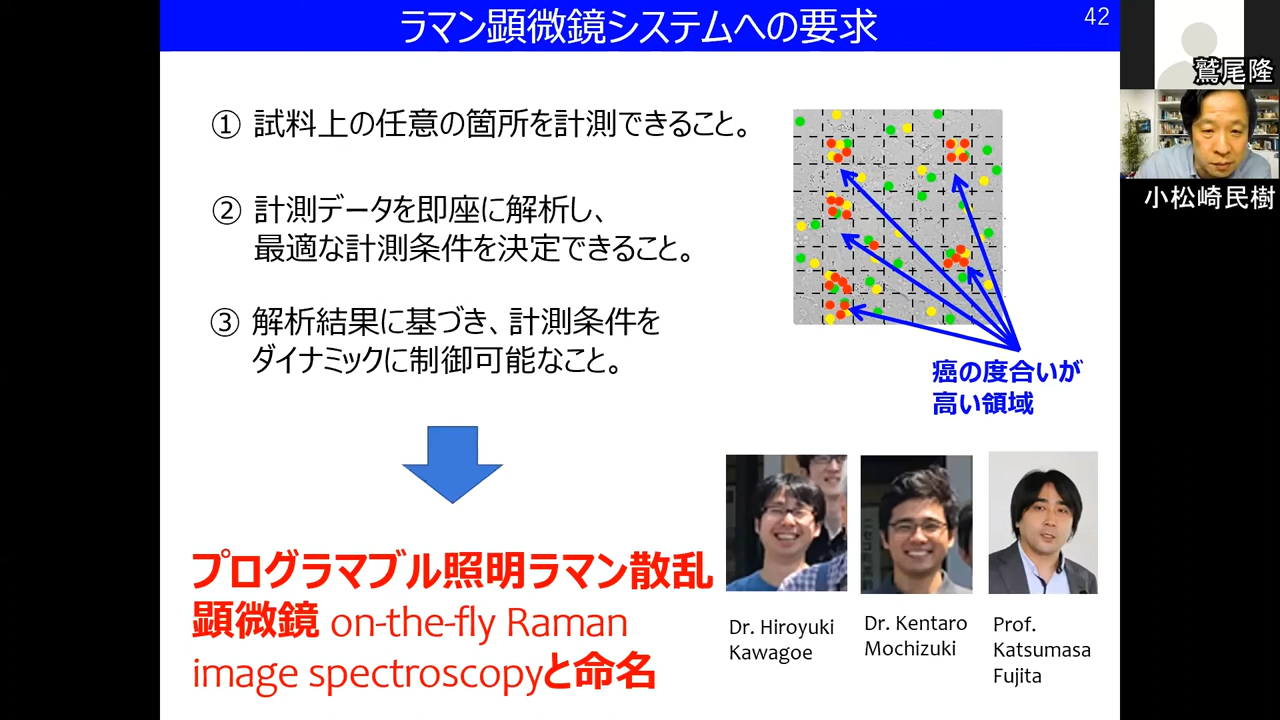 ラマン顕微鏡システムへの要求
42
① 試料上の任意の箇所を計測できること。
② 計測データを即座に解析し、
最適な計測条件を決定できること。
③ 解析結果に基づき、計測条件を
ダイナミックに制御可能なこと。
癌の度合いが
高い領域
プログラマブル照明ラマン散乱
顕微鏡 on-the-fly Raman
image spectroscopyと命名
Dr. Hiroyuki
Kawagoe
Dr. Kentaro
Mochizuki
Prof.
Katsumasa
Fujita
鷲尾隆
小松崎民樹